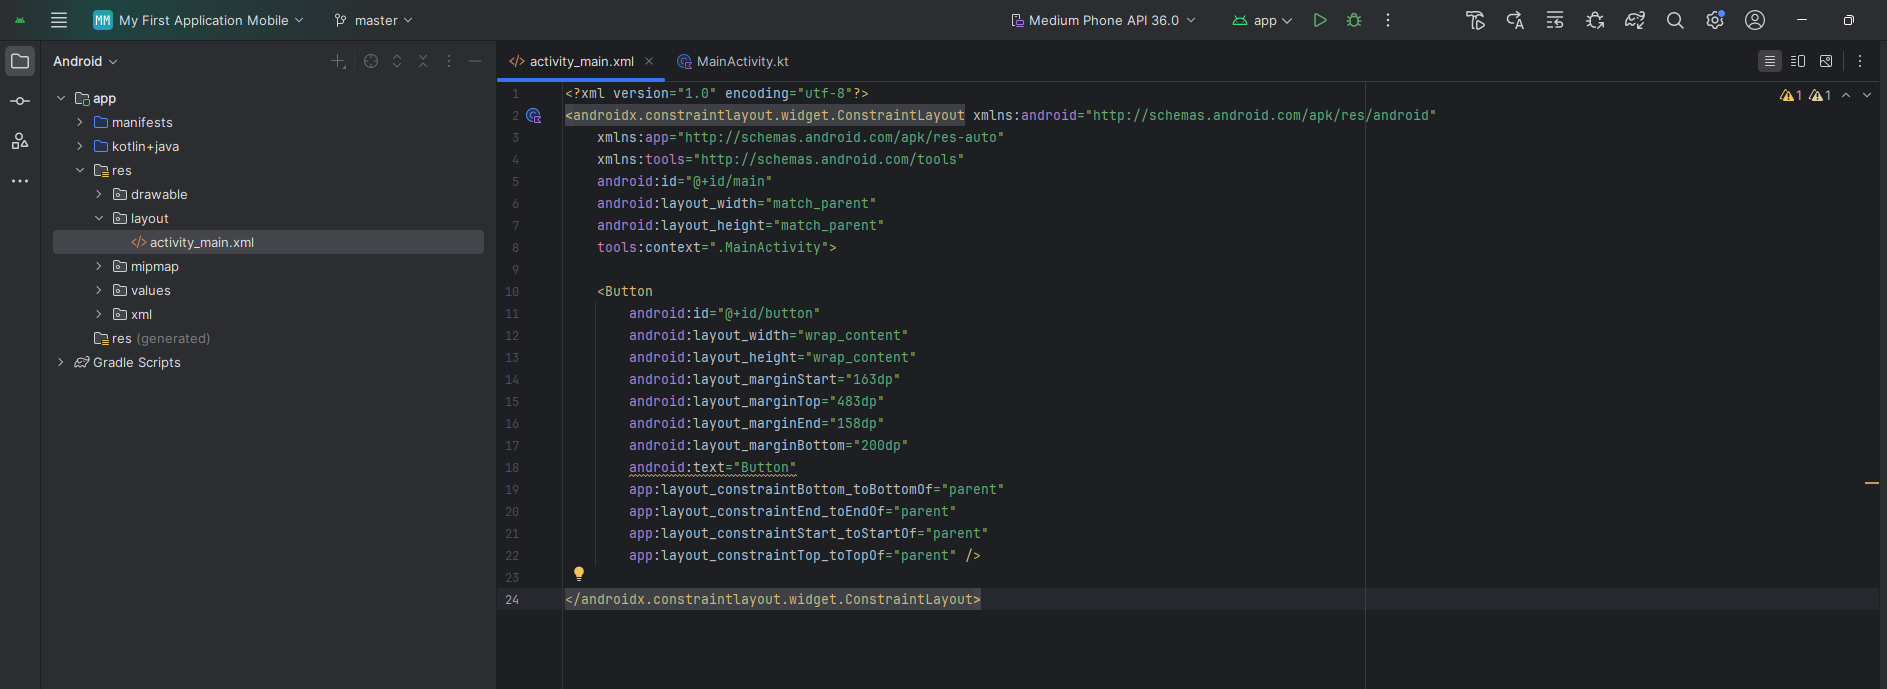 MM My First Application Mobile master Medium Phone API 36.0 app
Android
app
manifests
kotlin+java
res
drawable
layout
activity_main.xml
mipmap
values
xml
res (generated)
Gradle Scripts
activity_main.xml MainActivity.kt
1 1
1 <?xml version="1.0" encoding="utf-8"?>
2 <androidx.constraintlayout.widget.ConstraintLayout xmlns:android="http://schemas.android.com/apk/res/android"
3 xmlns:app="http://schemas.android.com/apk/res-auto"
4 xmlns:tools="http://schemas.android.com/tools"
5 android:id="@+id/main"
6 android:layout_width="match_parent"
7 android:layout_height="match_parent"
8 tools:context=".MainActivity">
9
10 <Button
11 android:id="@+id/button"
12 android:layout_width="wrap_content"
13 android:layout_height="wrap_content"
14 android:layout_marginStart="163dp"
15 android:layout_marginTop="483dp"
16 android:layout_marginEnd="158dp"
17 android:layout_marginBottom="200dp"
18 android:text="Button"
19 app:layout_constraintBottom_toBottomOf="parent"
20 app:layout_constraintEnd_toEndOf="parent"
21 app:layout_constraintStart_toStartOf="parent"
22 app:layout_constraintTop_toTopOf="parent" />
23
24 </androidx.constraintlayout.widget.ConstraintLayout>